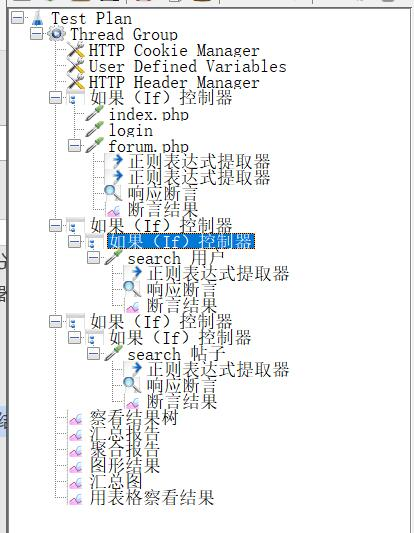 Test Plan
Thread Group
HTTP Cookie Manager
User Defined Variables
HTTP Header Manager
如果（If）控制器
index.php
login
forum.php
正则表达式提取器
正则表达式提取器
响应断言
断言结果
如果（If）控制器
如果（If）控制器
search 用户
正则表达式提取器
响应断言
断言结果
如果（If）控制器
如果（If）控制器
search 帖子
正则表达式提取器
响应断言
断言结果
察看结果树
汇总报告
聚合报告
图形结果
汇总图
用表格察看结果